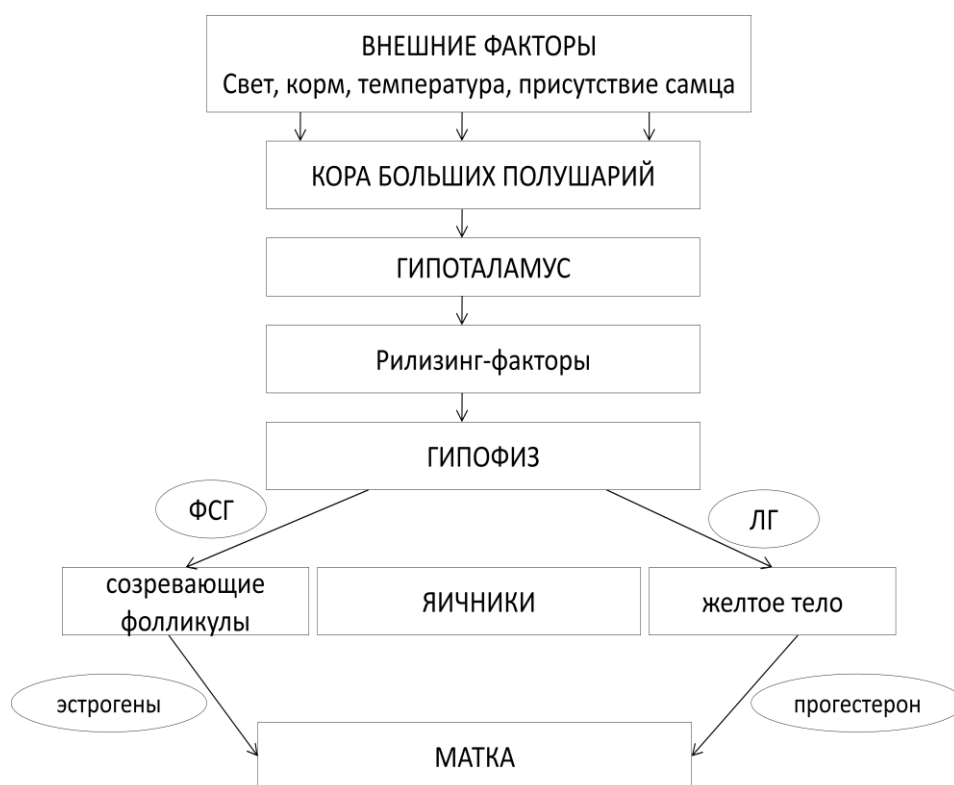 ВНЕШНИЕ ФАКТОРЫ
Свет, корм, температура, присутствие самца
КОРА БОЛЬШИХ ПОЛУШАРИЙ
ГИПОТАЛАМУС
Рилизинг-факторы
ГИПОФИЗ
ФСГ
ЛГ
созревающие
фолликулы
ЯИЧНИКИ
желтое тело
эстрогены
прогестерон
МАТКА